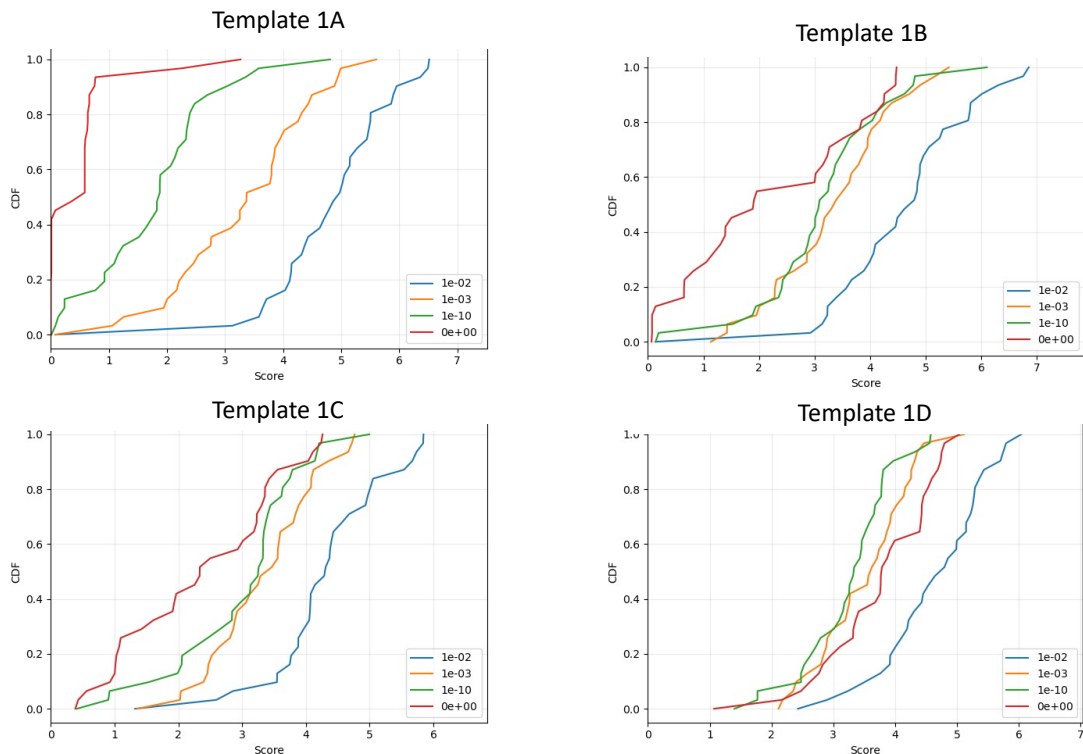 Template 1A
1.0
0.8
0.6
0.4
0.2
0.0
CDF
0 1 2 3 4 5 6 7
Score
1e-02
1e-03
1e-10
0e+00
Template 1B
1.0
0.8
0.6
0.4
0.2
0.0
CDF
0 1 2 3 4 5 6 7
Score
1e-02
1e-03
1e-10
0e+00
Template 1C
1.0
0.8
0.6
0.4
0.2
0.0
CDF
0 1 2 3 4 5 6
Score
1e-02
1e-03
1e-10
0e+00
Template 1D
1.0
0.8
0.6
0.4
0.2
0.0
CDF
0 1 2 3 4 5 6 7
Score
1e-02
1e-03
1e-10
0e+00